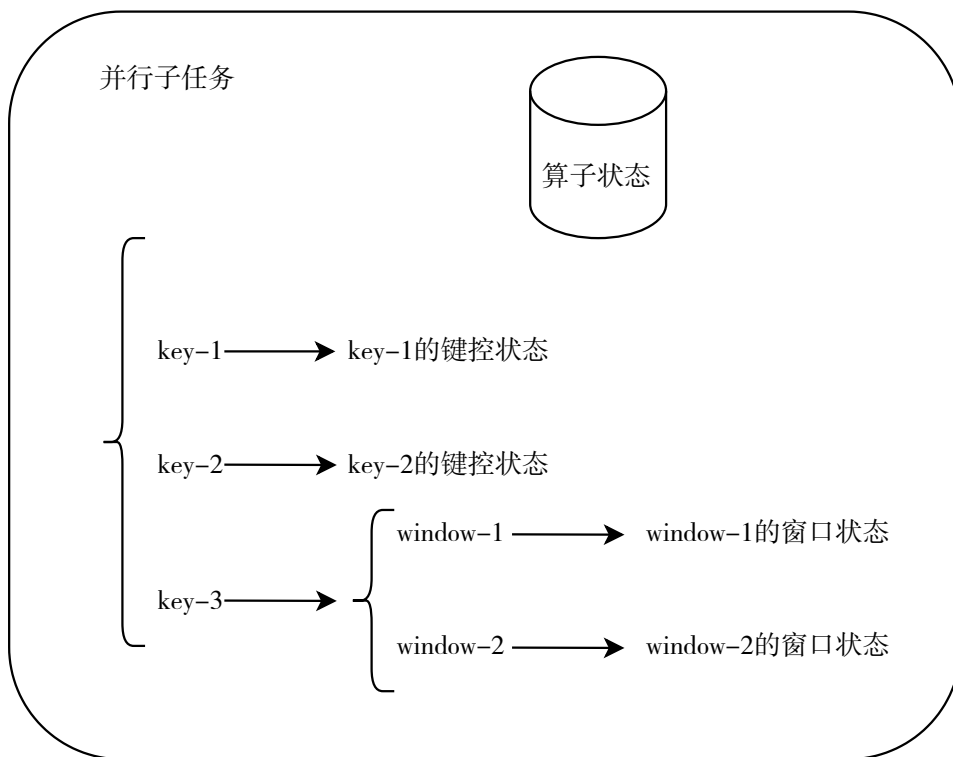 并行子任务
算子状态
key-1 key-1的键控状态
key-2 key-2的键控状态
window-1 window-1的窗口状态
key-3
window-2 window-2的窗口状态